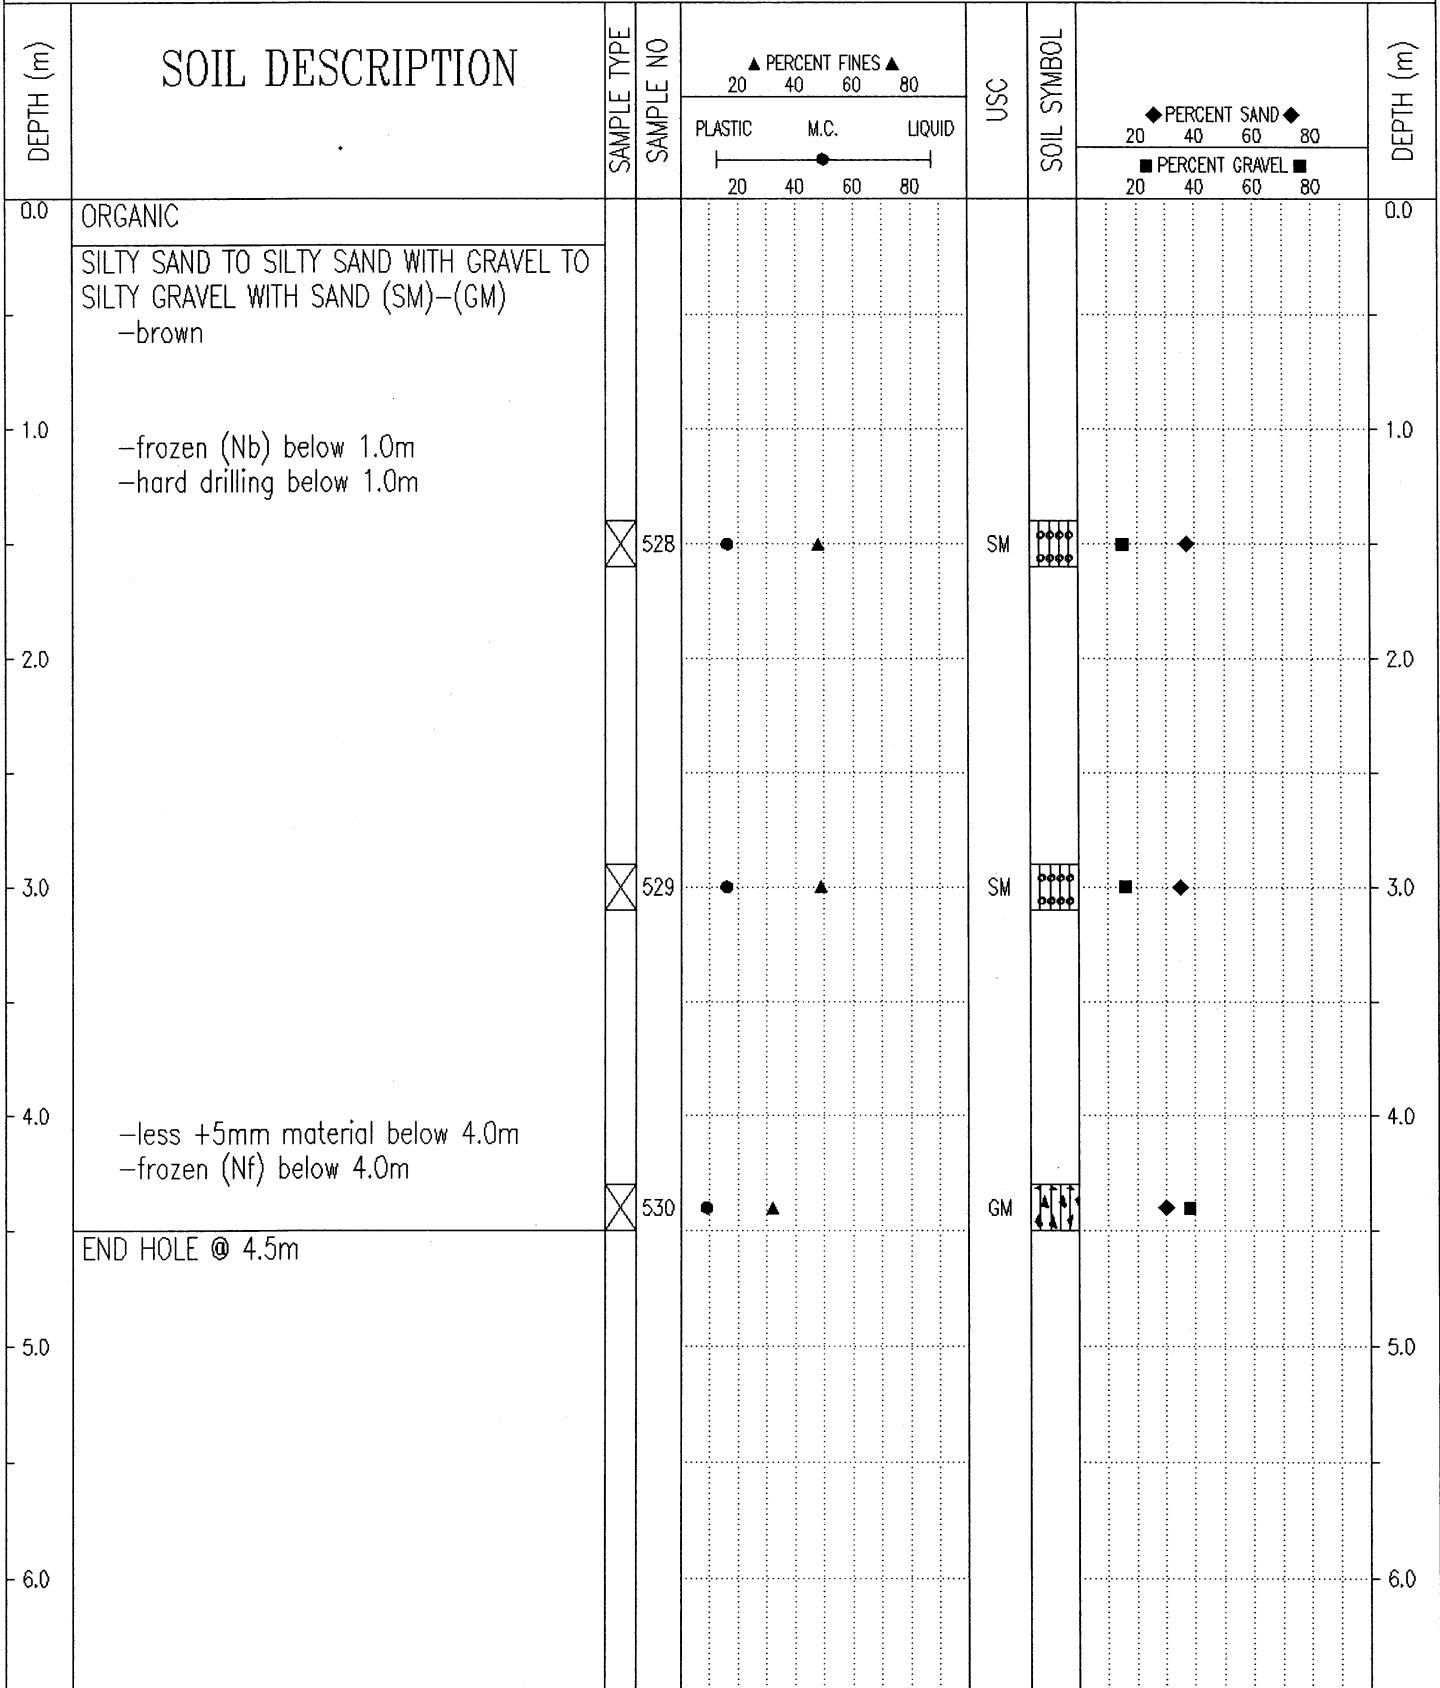 DEPTH (m)
SOIL DESCRIPTION
SAMPLE TYPE
SAMPLE NO
▲ PERCENT FINES ▲
20 40 60 80
PLASTIC M.C. LIQUID
20 40 60 80
USC
SOIL SYMBOL
◆ PERCENT SAND ◆
20 40 60 80
■ PERCENT GRAVEL ■
20 40 60 80
DEPTH (m)
0.0 ORGANIC 0.0
SILTY SAND TO SILTY SAND WITH GRAVEL TO
SILTY GRAVEL WITH SAND (SM)-(GM)
-brown
1.0 1.0
-frozen (Nb) below 1.0m
-hard drilling below 1.0m
528 SM
2.0 2.0
3.0 529 SM 3.0
4.0 4.0
-less +5mm material below 4.0m
-frozen (Nf) below 4.0m
530 GM
END HOLE @ 4.5m
5.0 5.0
6.0 6.0